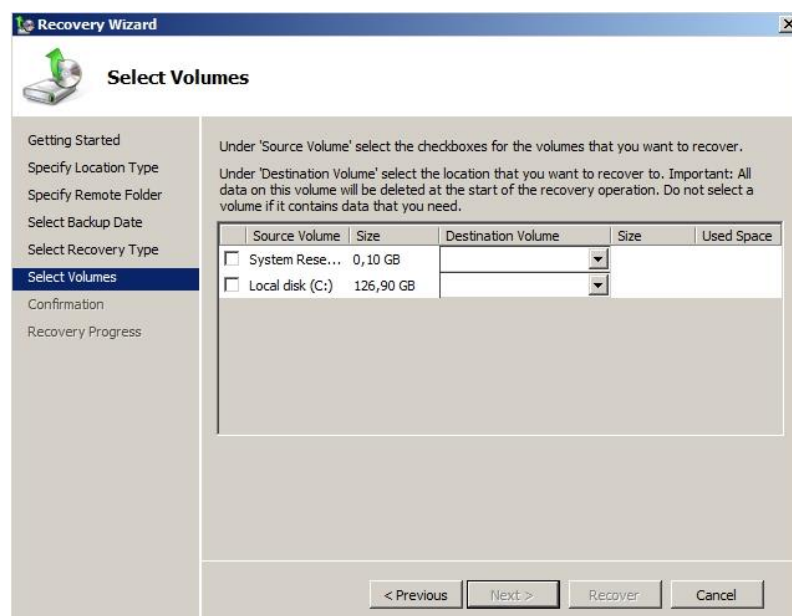 Recovery Wizard
Select Volumes
Getting Started
Specify Location Type
Specify Remote Folder
Select Backup Date
Select Recovery Type
Select Volumes
Confirmation
Recovery Progress
Under 'Source Volume' select the checkboxes for the volumes that you want to recover.
Under 'Destination Volume' select the location that you want to recover to. Important: All
data on this volume will be deleted at the start of the recovery operation. Do not select a
volume if it contains data that you need.
Source Volume Size Destination Volume Size Used Space
System Rese... 0,10 GB
Local disk (C:) 126,90 GB
< Previous Next > Recover Cancel